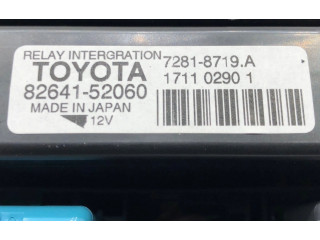 RELAY INTERGRATION 7281-8719.A
TOYOTA 1711 0290 1
82641-52060
MADE IN JAPAN
12V